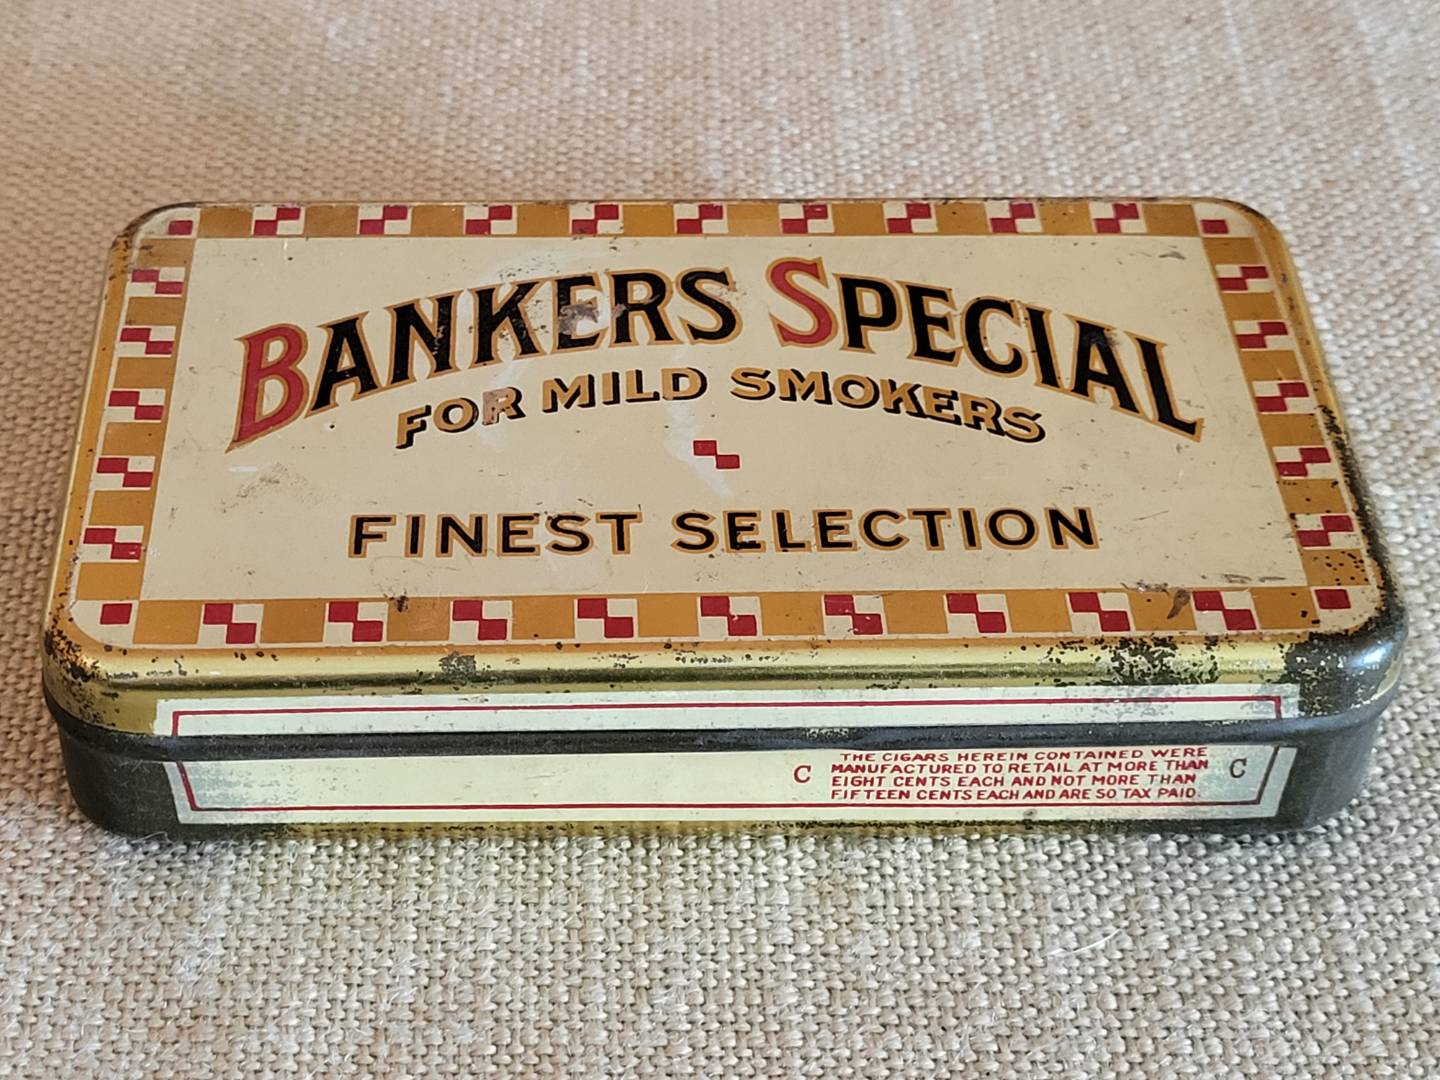 BANKERS SPECIAL
FOR MILD SMOKERS
FINEST SELECTION
C
THE CIGARS HEREIN CONTAINED WERE
MANUFACTURED TO RETAIL AT MORE THAN
EIGHT CENTS EACH AND NOT MORE THAN
FIFTEEN CENTS EACH AND ARE SO TAX PAID.
C